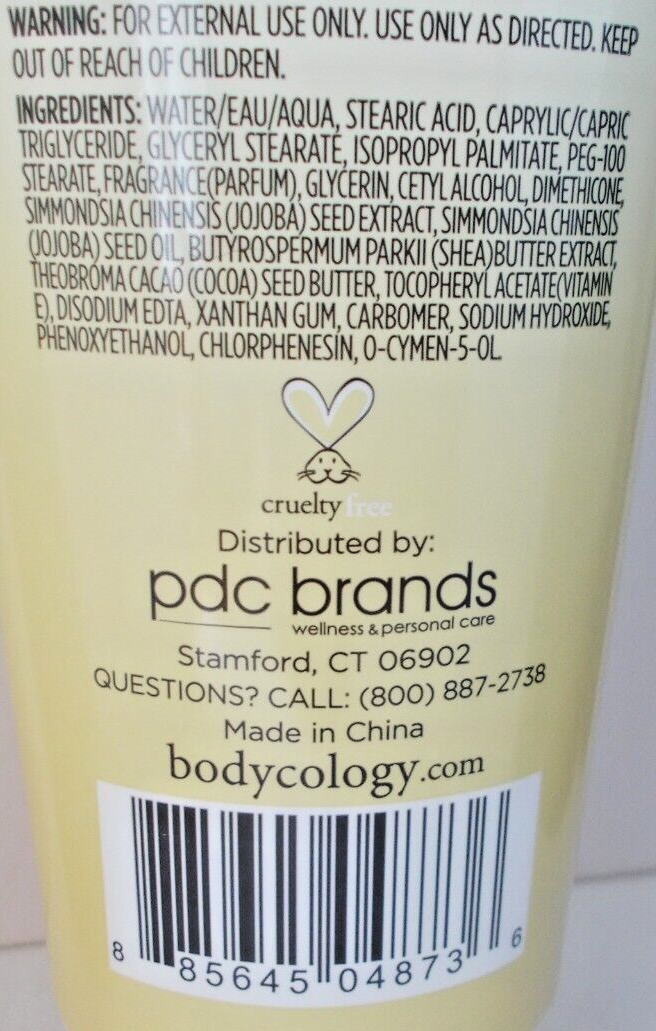 WARNING: FOR EXTERNAL USE ONLY. USE ONLY AS DIRECTED. KEEP
OUT OF REACH OF CHILDREN.
INGREDIENTS: WATER/EAU/AQUA, STEARIC ACID, CAPRYLIC/CAPRIC
TRIGLYCERIDE, GLYCERYL STEARATE, ISOPROPYL PALMITATE, PEG-100
STEARATE, FRAGRANCE(PARFUM), GLYCERIN, CETYL ALCOHOL, DIMETHICONE,
SIMMONDSIA CHINENSIS (JOJOBA) SEED EXTRACT, SIMMONDSIA CHINENSIS
(JOJOBA) SEED OIL, BUTYROSPERMUM PARKII (SHEA)BUTTER EXTRACT,
THEOBROMA CACAO (COCOA) SEED BUTTER, TOCOPHERYL ACETATE(VITAMIN
E), DISODIUM EDTA, XANTHAN GUM, CARBOMER, SODIUM HYDROXIDE,
PHENOXYETHANOL, CHLORPHENESIN, O-CYMEN-5-OL.
cruelty free
Distributed by:
pdc brands
wellness & personal care
Stamford, CT 06902
QUESTIONS? CALL: (800) 887-2738
Made in China
bodycology.com
8 85645 04873 6